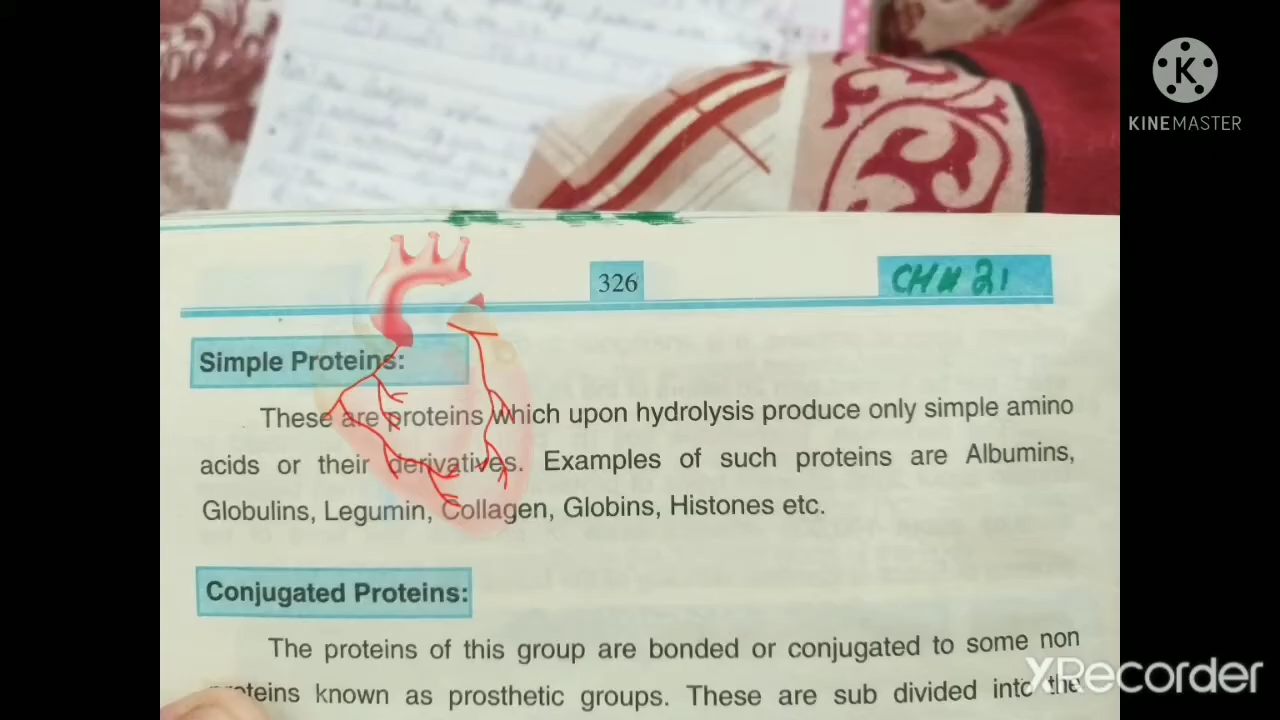 K
KINEMASTER
326
CH # 21
Simple Proteins:
These are proteins which upon hydrolysis produce only simple amino
acids or their derivatives. Examples of such proteins are Albumins,
Globulins, Legumin, Collagen, Globins, Histones etc.
Conjugated Proteins:
The proteins of this group are bonded or conjugated to some non
proteins known as prosthetic groups. These are sub divided into the
XRecorder